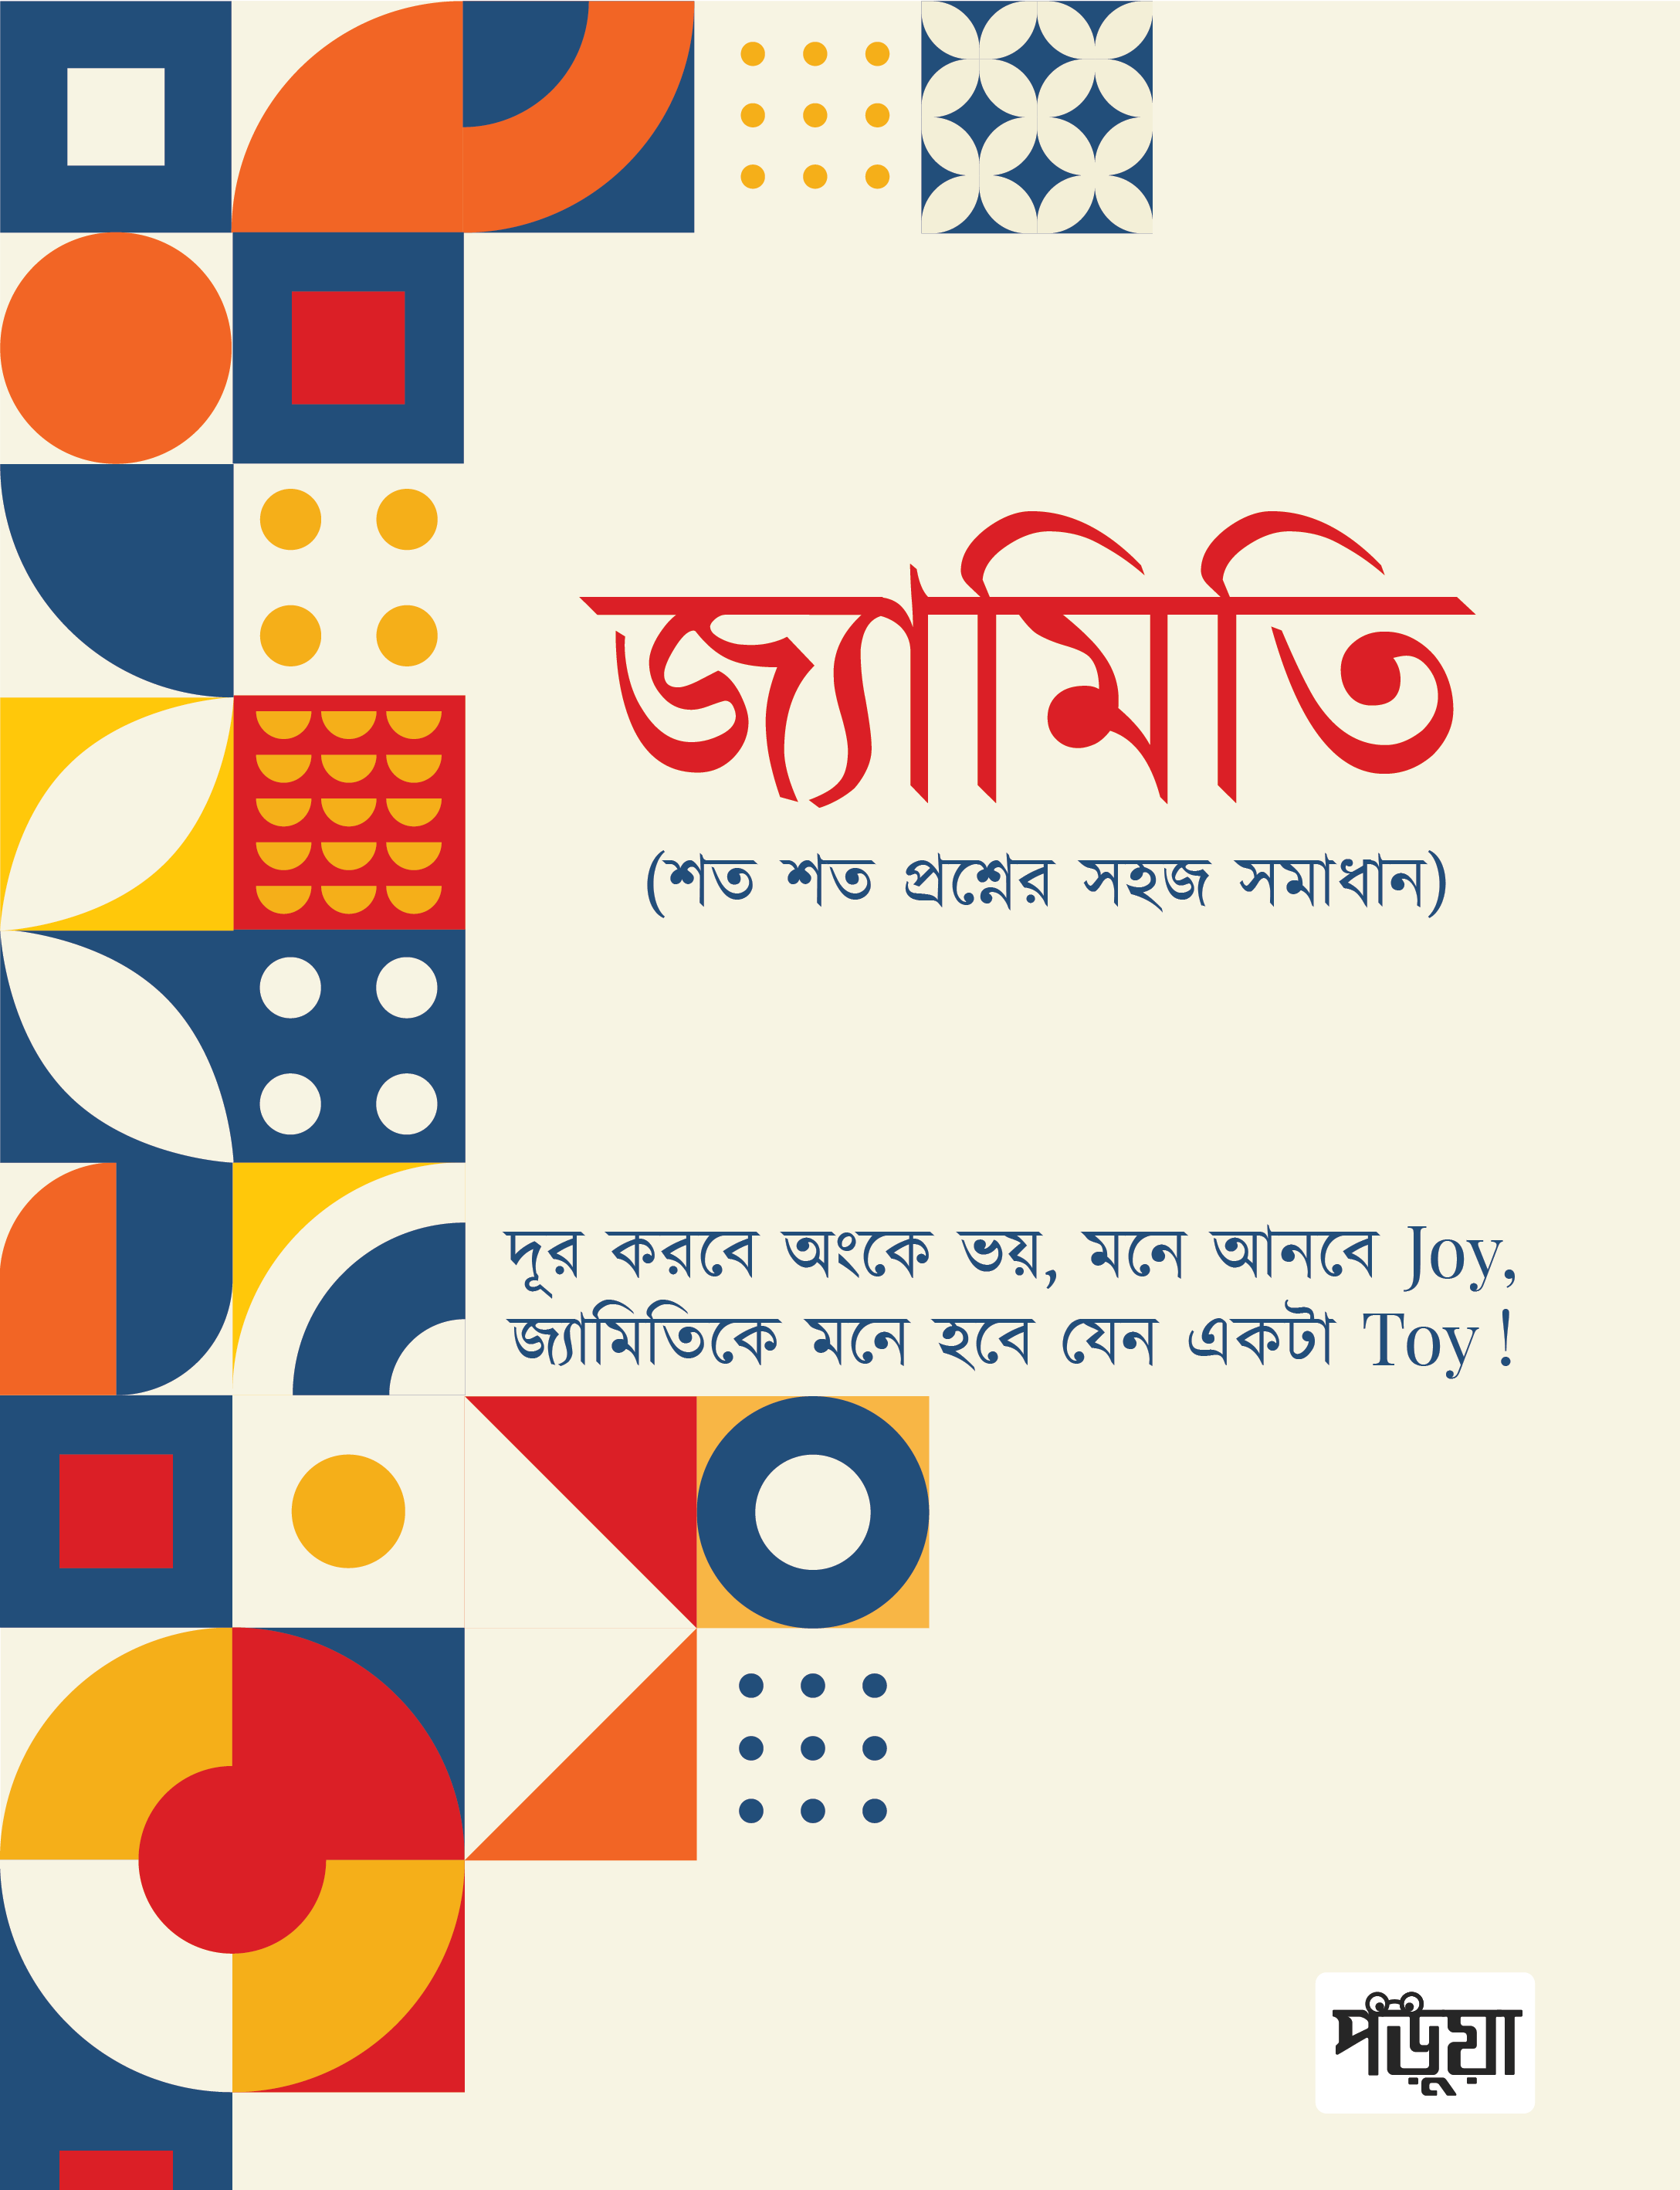 জ্যামিতি
(শত শত প্রশ্নের সহজ সমাধান)
দূর করবে অংকে ভয়, মনে আনবে Joy,
জ্যামিতিকে মনে হবে যেন একটা Toy !
পড়ুয়া